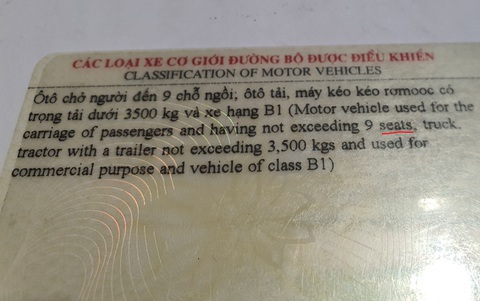 CÁC LOẠI XE CƠ GIỚI ĐƯỜNG BỘ ĐƯỢC ĐIỀU KHIỂN
CLASSIFICATION OF MOTOR VEHICLES
Ôtô chở người đến 9 chỗ ngồi; ôtô tải, máy kéo kéo rơmooc có
trọng tải dưới 3500 kg và xe hạng B1 (Motor vehicle used for the
carriage of passengers and having not exceeding 9 seats, truck,
tractor with a trailer not exceeding 3,500 kgs and used for
commercial purpose and vehicle of class B1)